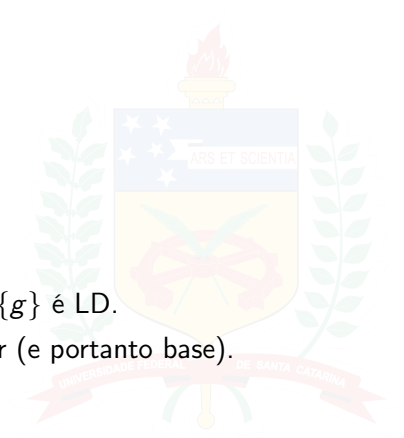 ARS ET SCIENTIA
{g} é LD.
r (e portanto base).
UNIVERSIDADE FEDERAL DE SANTA CATARINA